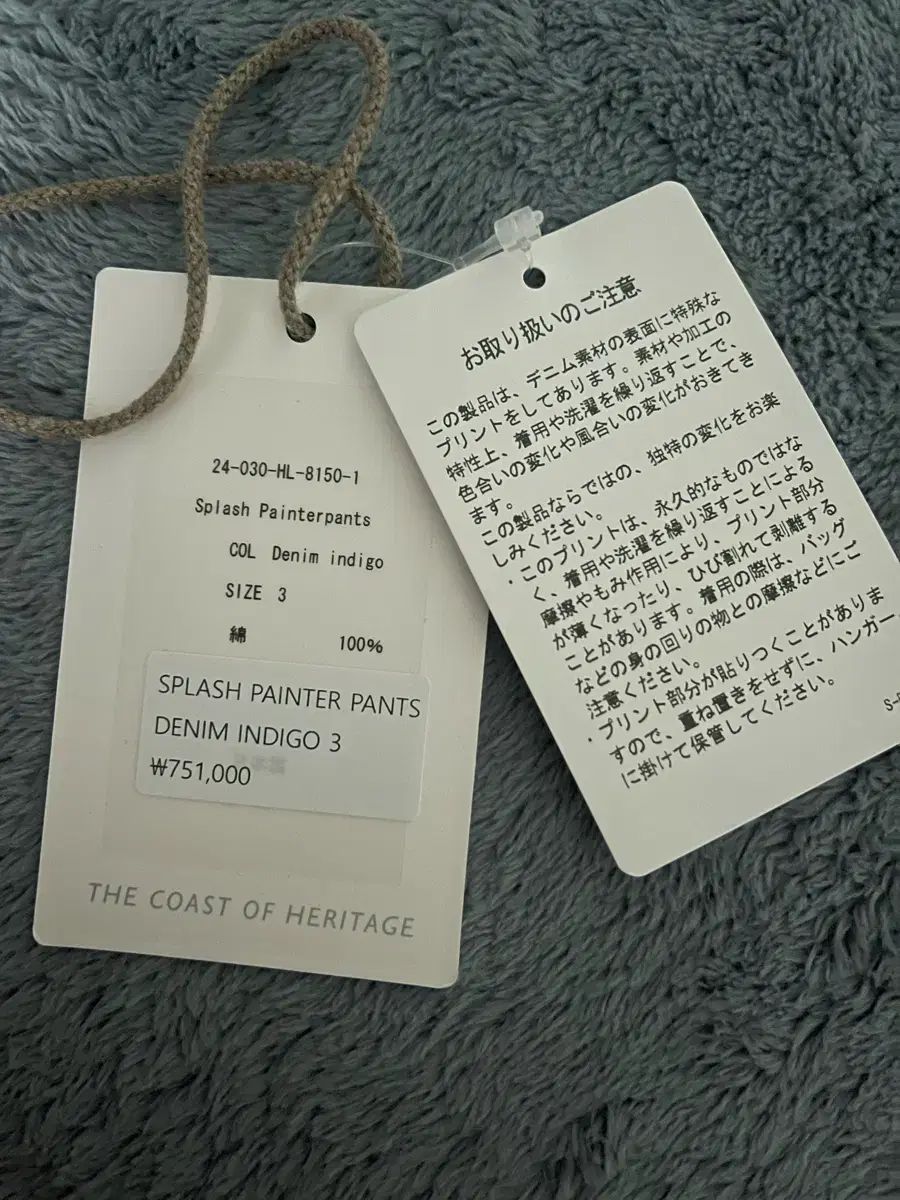 24-030-HL-8150-1
Splash Painterpants
COL Denim indigo
SIZE 3
綿 100%
SPLASH PAINTER PANTS
DENIM INDIGO 3
₩751,000
THE COAST OF HERITAGE
お取り扱いのご注意
この製品は、デニム素材の表面に特殊な
プリントをしてあります。素材や加工の
特性上、着用や洗濯を繰り返すことで、
色合いの変化や風合いの変化がおきてき
ます。
この製品ならではの、独特の変化をお楽
しみください。
・このプリントは、永久的なものではな
く、着用や洗濯を繰り返すことによる
摩擦やもみ作用により、プリント部分
が薄くなったり、ひび割れて剥離する
ことがあります。着用の際は、バッグ
などの身の回りの物との摩擦などにご
注意ください。
・プリント部分が貼りつくことがありま
すので、重ね置きをせずに、ハンガー
に掛けて保管してください。